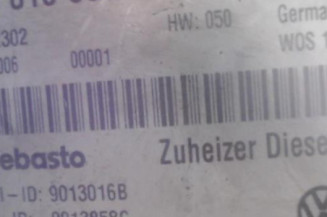 HW: 050 Germa
302 WOS 1
006 00001
ebasto Zuheizer Diese
I-ID: 9013016B